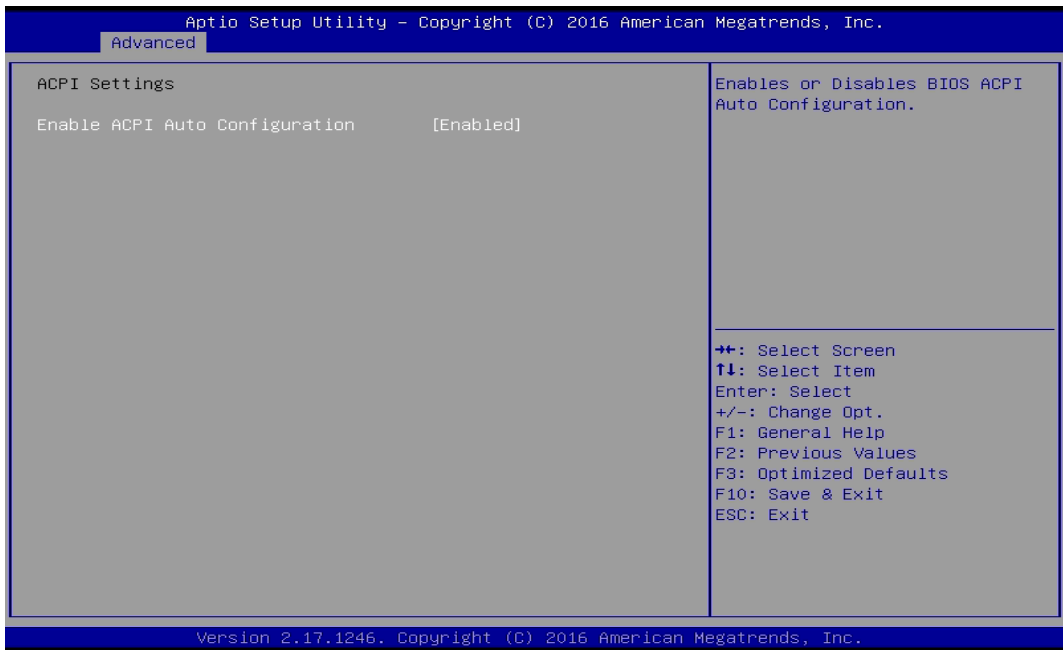 Aptio Setup Utility – Copyright (C) 2016 American Megatrends, Inc.
Advanced
ACPI Settings
Enable ACPI Auto Configuration [Enabled]
Enables or Disables BIOS ACPI
Auto Configuration.
→←: Select Screen
↑↓: Select Item
Enter: Select
+/-: Change Opt.
F1: General Help
F2: Previous Values
F3: Optimized Defaults
F10: Save & Exit
ESC: Exit
Version 2.17.1246. Copyright (C) 2016 American Megatrends, Inc.